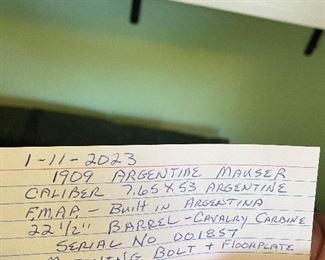 1-11-2023
1909 ARGENTINE MAUSER
CALIBER 7.65 X 53 ARGENTINE
F.M.A.P. - BUILT IN ARGENTINA
22 1/2" BARREL - CAVALRY CARBINE
SERIAL NO 001857
MATCHING BOLT + FLOORPLATE